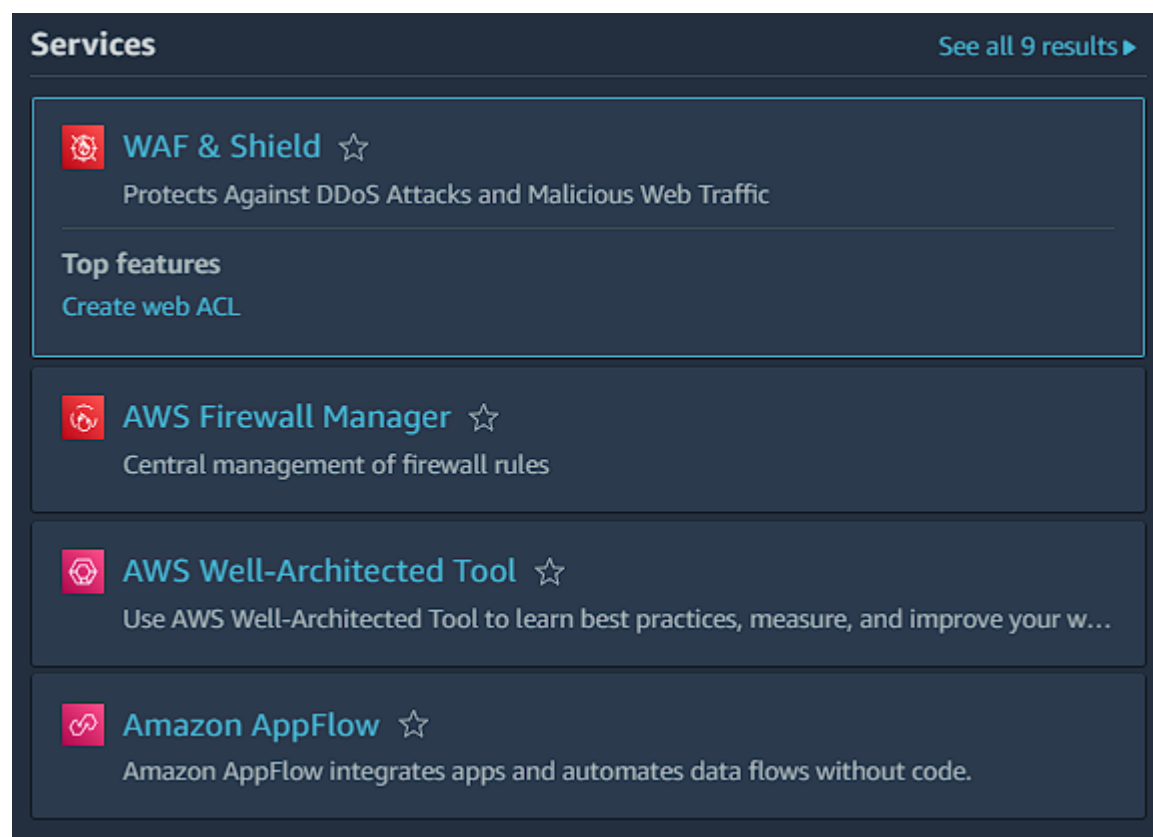 Services
See all 9 results
WAF & Shield
Protects Against DDoS Attacks and Malicious Web Traffic
Top features
Create web ACL
AWS Firewall Manager
Central management of firewall rules
AWS Well-Architected Tool
Use AWS Well-Architected Tool to learn best practices, measure, and improve your w...
Amazon AppFlow
Amazon AppFlow integrates apps and automates data flows without code.